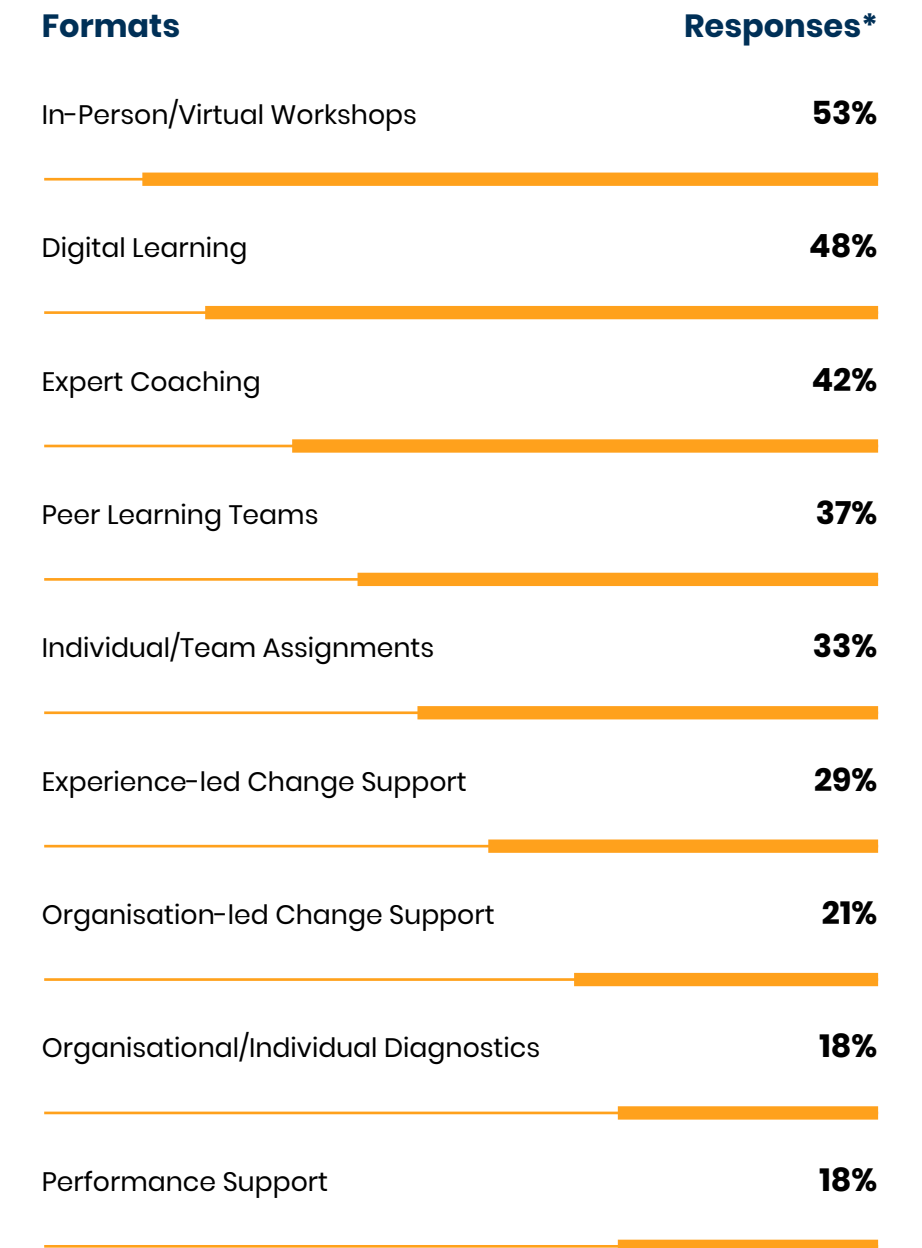 Formats Responses*
In-Person/Virtual Workshops 53%
Digital Learning 48%
Expert Coaching 42%
Peer Learning Teams 37%
Individual/Team Assignments 33%
Experience-led Change Support 29%
Organisation-led Change Support 21%
Organisational/Individual Diagnostics 18%
Performance Support 18%